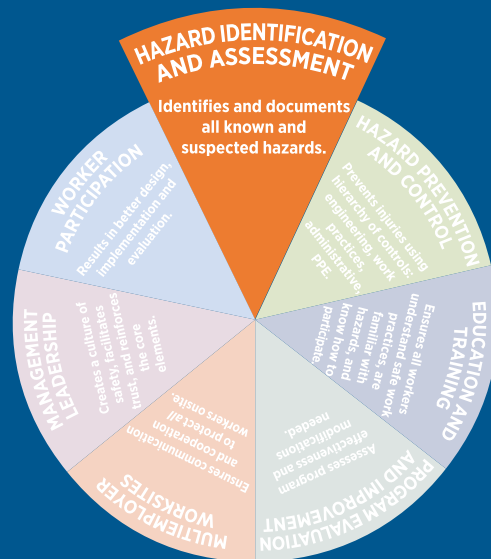 HAZARD IDENTIFICATION
AND ASSESSMENT
Identifies and documents
all known and
suspected hazards.
HAZARD PREVENTION
AND CONTROL
Prevents injuries using
hierarchy of controls:
engineering, work
practices,
administrative,
PPE.
EDUCATION AND
TRAINING
Ensures all workers
understand safe work
practices, are
familiar with
hazards, and
know how to
participate.
PROGRAM EVALUATION
AND IMPROVEMENT
Assesses program
effectiveness and
modifications
needed.
MULTIEMPLOYER
WORKSITES
Ensures communication
and cooperation
to protect all
workers onsite.
MANAGEMENT
LEADERSHIP
Creates a culture of
safety, facilitates
trust, and reinforces
the core
elements.
WORKER
PARTICIPATION
Results in better design,
implementation and
evaluation.